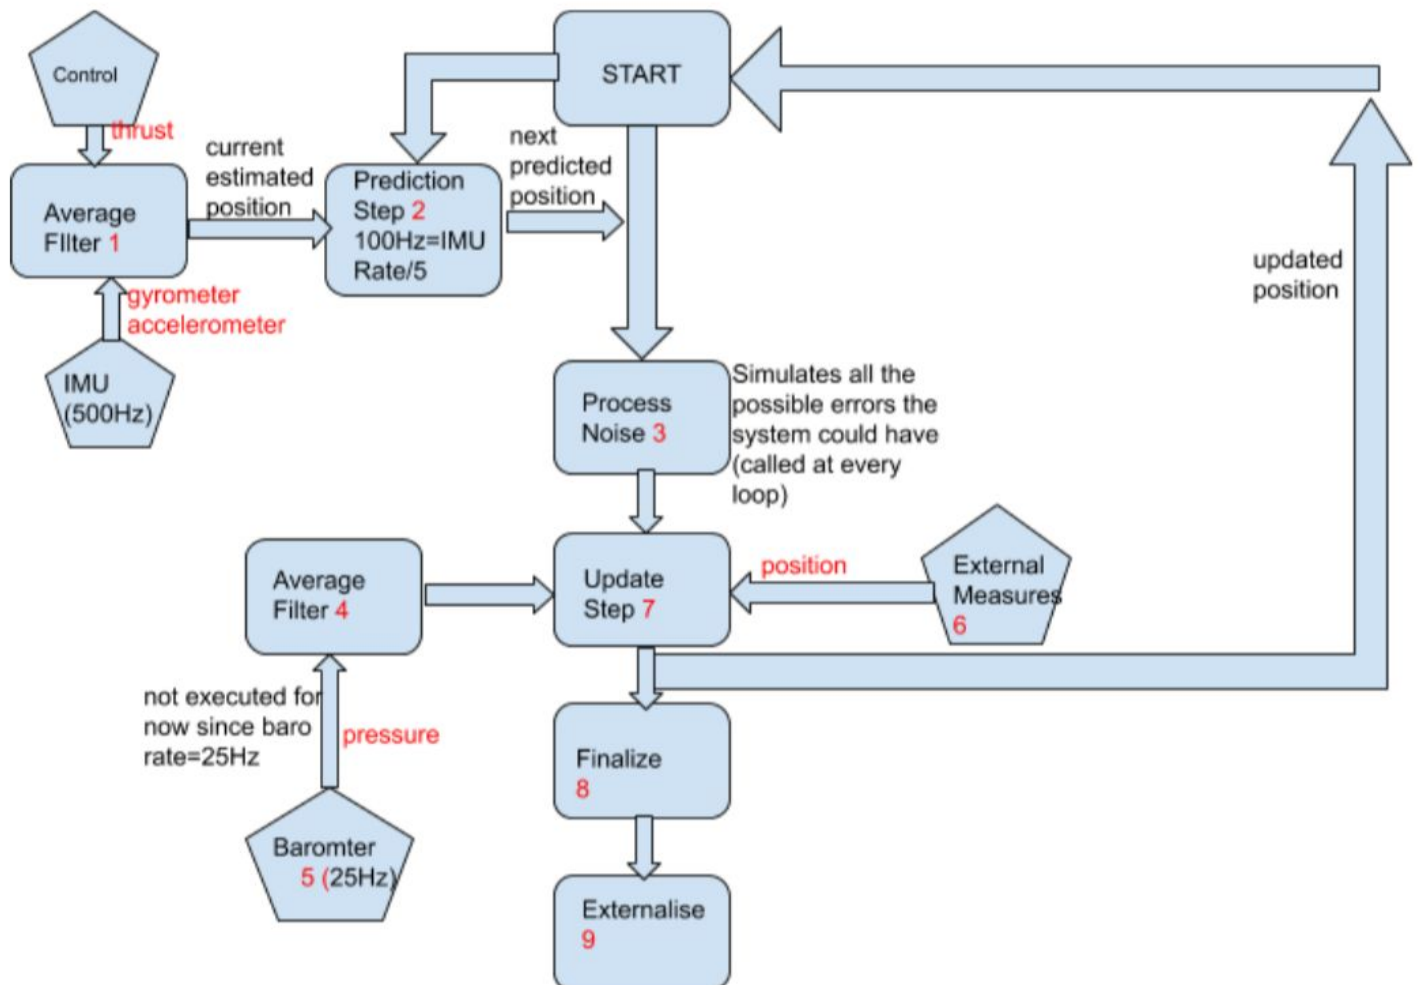 Control
thrust
Average
FIlter 1
gyrometer
accelerometer
IMU
(500Hz)
current
estimated
position
Prediction
Step 2
100Hz=IMU
Rate/5
START
next
predicted
position
updated
position
Process
Noise 3
Simulates all the
possible errors the
system could have
(called at every
loop)
Average
Filter 4
Update
Step 7
position
External
Measures
6
not executed for
now since baro
rate=25Hz
pressure
Baromter
5 (25Hz)
Finalize
8
Externalise
9